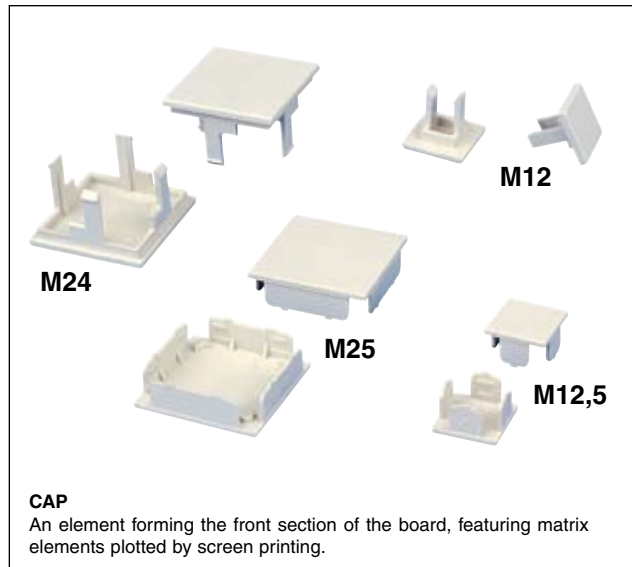 M12
M24
M25
M12,5
CAP
An element forming the front section of the board, featuring matrix
elements plotted by screen printing.